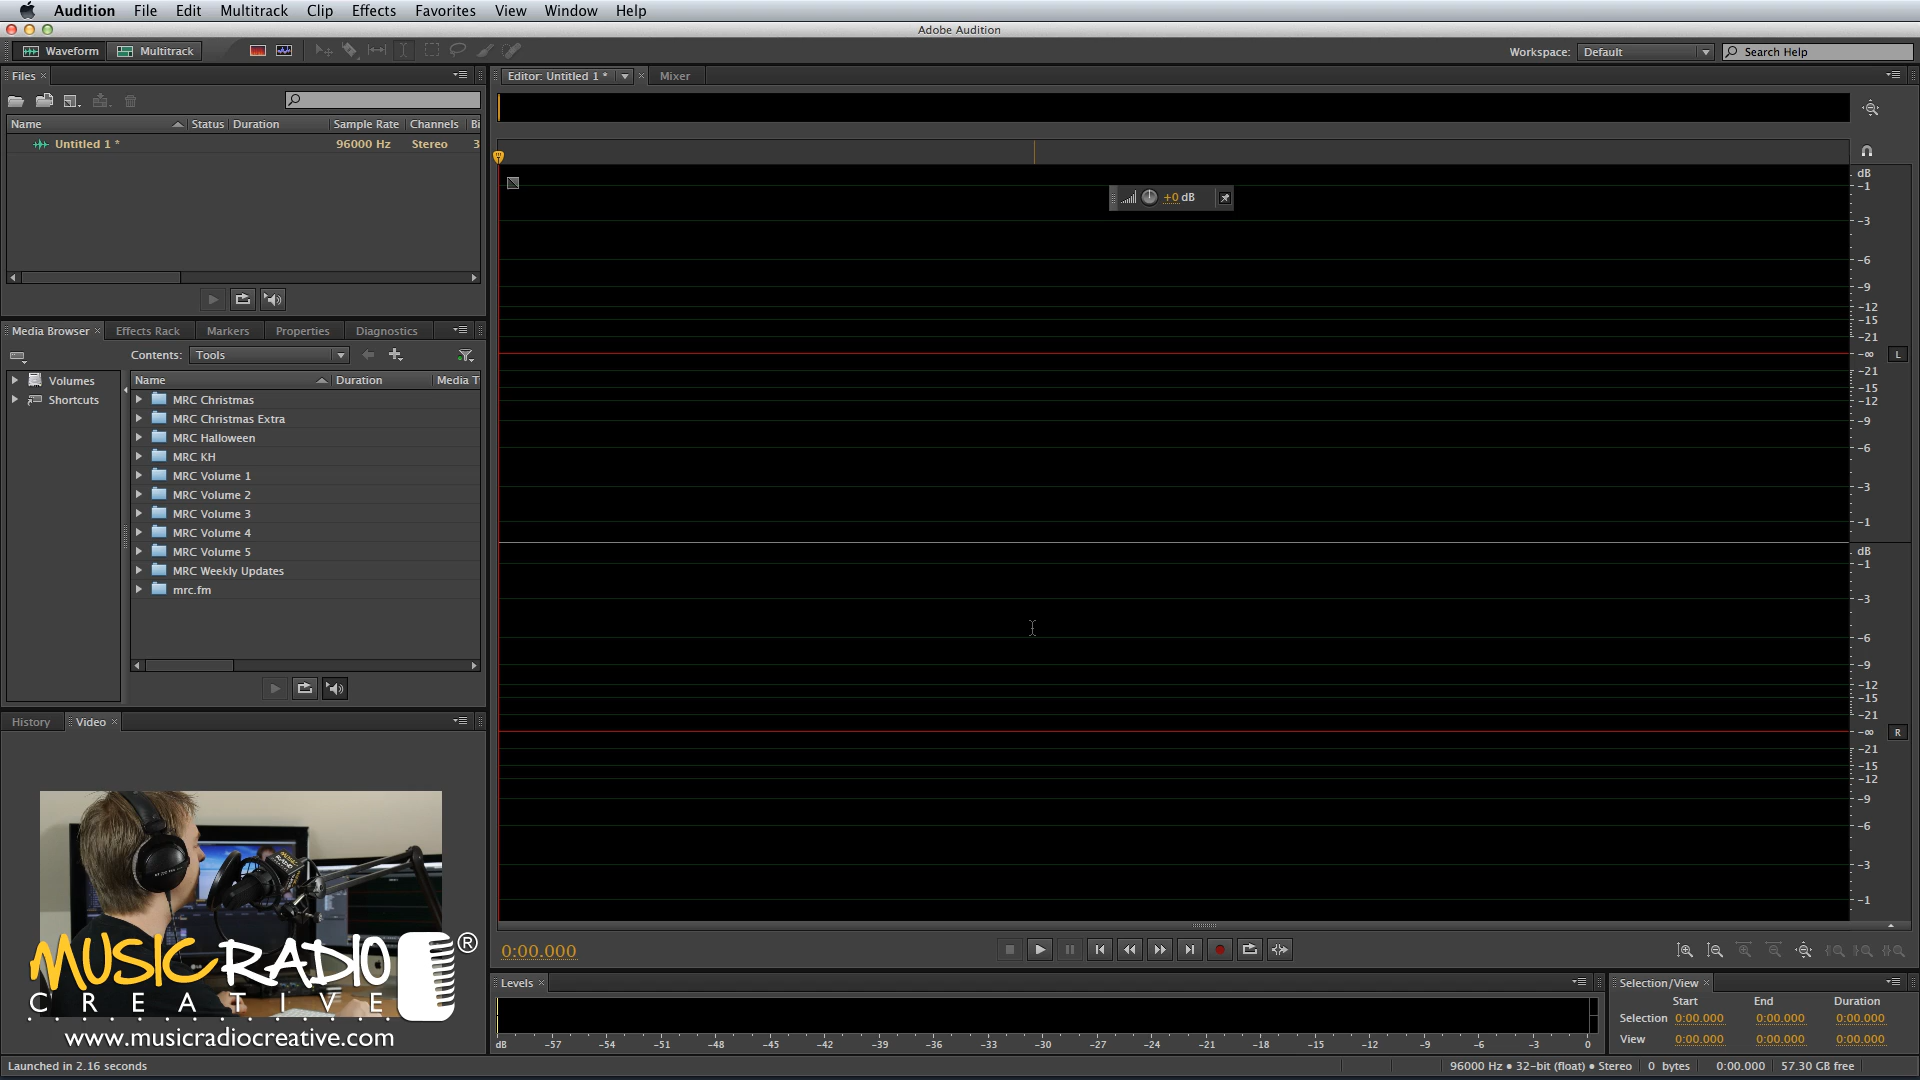 Audition File Edit Multitrack Clip Effects Favorites View Window Help
Adobe Audition
Waveform Multitrack Workspace: Default Search Help
Files
Name Status Duration Sample Rate Channels Bi
Untitled 1 * 96000 Hz Stereo 3
Media Browser Effects Rack Markers Properties Diagnostics
Contents: Tools
Volumes
Shortcuts
Name Duration Media T
MRC Christmas
MRC Christmas Extra
MRC Halloween
MRC KH
MRC Volume 1
MRC Volume 2
MRC Volume 3
MRC Volume 4
MRC Volume 5
MRC Weekly Updates
mrc.fm
History Video
MUSIC RADIO ®
CREATIVE
www.musicradiocreative.com
Launched in 2.16 seconds
Editor: Untitled 1 * Mixer
+0 dB
dB
-1
-3
-6
-9
-12
-15
-21
-∞ L
-21
-15
-12
-9
-6
-3
-1
dB
-1
-3
-6
-9
-12
-15
-21
-∞ R
-21
-15
-12
-9
-6
-3
-1
0:00.000
Levels
dB -57 -54 -51 -48 -45 -42 -39 -36 -33 -30 -27 -24 -21 -18 -15 -12 -9 -6 -3 0
Selection/View
Start End Duration
Selection 0:00.000 0:00.000 0:00.000
View 0:00.000 0:00.000 0:00.000
96000 Hz • 32-bit (float) • Stereo 0 bytes 0:00.000 57.30 GB free